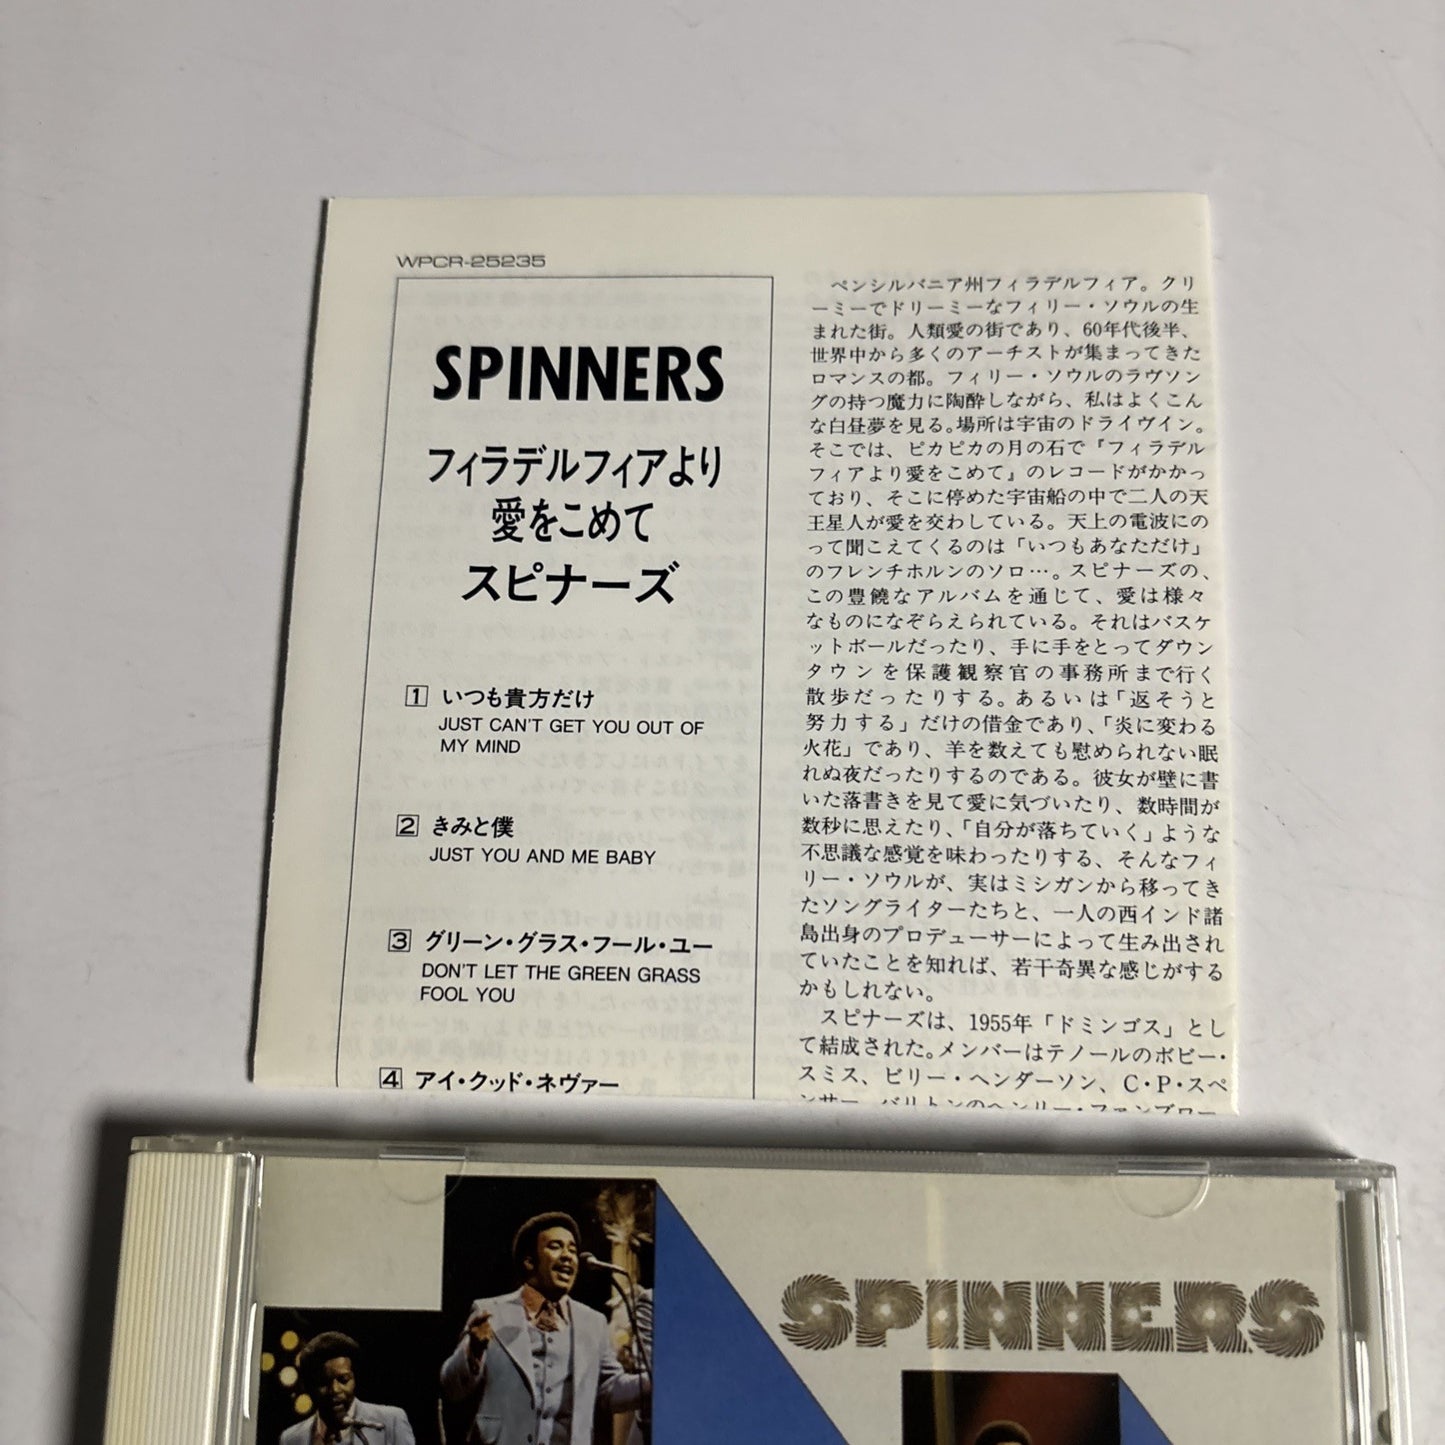 WPCR-25235
SPINNERS
フィラデルフィアより
愛をこめて
スピナーズ
1 いつも貴方だけ
JUST CAN'T GET YOU OUT OF
MY MIND
2 きみと僕
JUST YOU AND ME BABY
3 グリーン・グラス・フール・ユー
DON'T LET THE GREEN GRASS
FOOL YOU
4 アイ・クッド・ネヴァー
ペンシルバニア州フィラデルフィア。クリ
ーミーでドリーミーなフィリー・ソウルの生
まれた街。人類愛の街であり、60年代後半、
世界中から多くのアーチストが集まってきた
ロマンスの都。フィリー・ソウルのラヴソン
グの持つ魔力に陶酔しながら、私はよくこん
な白昼夢を見る。場所は宇宙のドライヴイン。
そこでは、ピカピカの月の石で『フィラデル
フィアより愛をこめて』のレコードがかかっ
ており、そこに停めた宇宙船の中で二人の天
王星人が愛を交わしている。天上の電波にの
って聞こえてくるのは「いつもあなただけ」
のフレンチホルンのソロ…。スピナーズの、
この豊饒なアルバムを通じて、愛は様々
なものになぞらえられている。それはバスケ
ットボールだったり、手に手をとってダウン
タウンを保護観察官の事務所まで行く
散歩だったりする。あるいは「返そうと
努力する」だけの借金であり、「炎に変わる
火花」であり、羊を数えても慰められない眠
れぬ夜だったりするのである。彼女が壁に書
いた落書きを見て愛に気づいたり、数時間が
数秒に思えたり、「自分が落ちていく」ような
不思議な感覚を味わったりする、そんなフィ
リー・ソウルが、実はミシガンから移ってき
たソングライターたちと、一人の西インド諸
島出身のプロデューサーによって生み出され
ていたことを知れば、若干奇異な感じがする
かもしれない。
スピナーズは、1955年「ドミンゴス」とし
て結成された。メンバーはテノールのボビー・
スミス、ビリー・ヘンダーソン、C・P・スペ
ンサー、バリトンのヘンリー・ファンブロー
SPINNERS